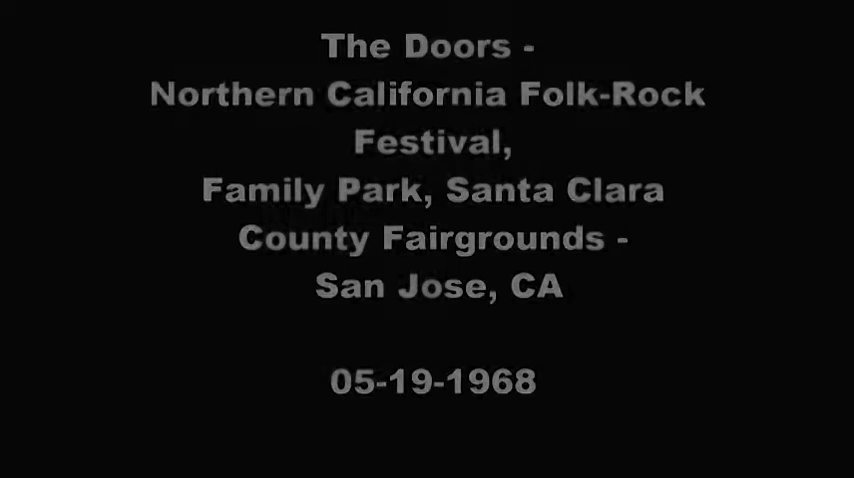 The Doors -
Northern California Folk-Rock
Festival,
Family Park, Santa Clara
County Fairgrounds -
San Jose, CA
05-19-1968